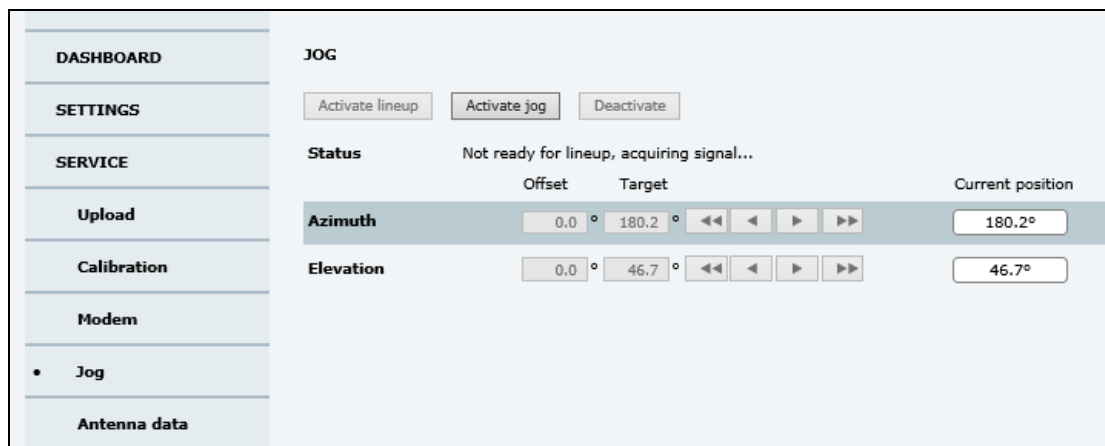 DASHBOARD
SETTINGS
SERVICE
Upload
Calibration
Modem
• Jog
Antenna data
JOG
Activate lineup Activate jog Deactivate
Status Not ready for lineup, acquiring signal...
Offset Target Current position
Azimuth 0.0 ° 180.2 ° 180.2°
Elevation 0.0 ° 46.7 ° 46.7°